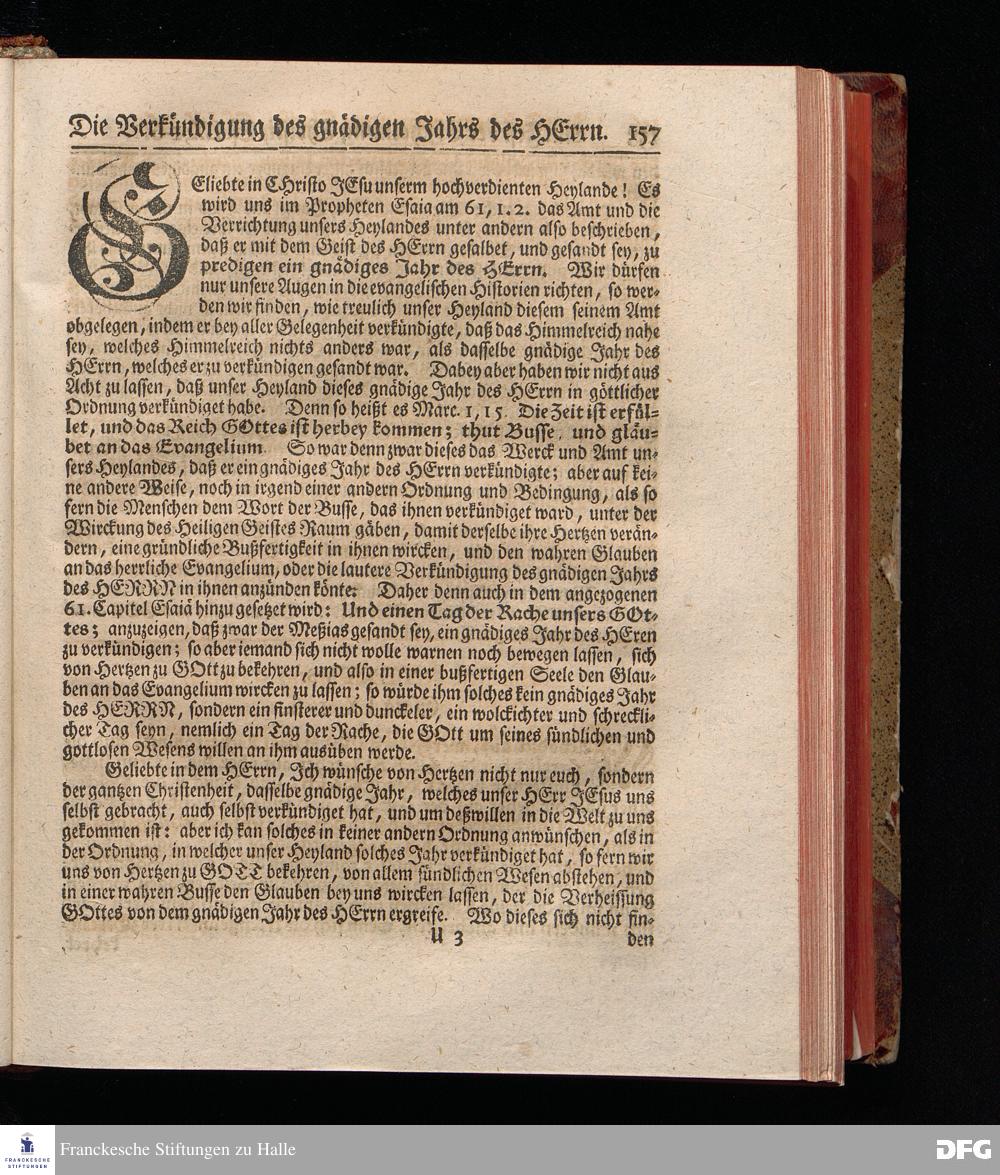 Die Verkündigung des gnädigen Jahrs des HErrn. 157
GEliebte in CHristo JEsu unserm hochverdienten Heylande! Es
wird uns im Propheten Esaia am 61, 1. 2. das Amt und die
Verrichtung unsers Heylandes unter andern also beschrieben,
daß er mit dem Geist des HErrn gesalbet, und gesandt sey, zu
predigen ein gnädiges Jahr des HErrn. Wir dürfen
nur unsere Augen in die evangelischen Historien richten, so wer-
den wir finden, wie treulich unser Heyland diesem seinem Amt
obgelegen, indem er bey aller Gelegenheit verkündigte, daß das Himmelreich nahe
sey, welches Himmelreich nichts anders war, als dasselbe gnädige Jahr des
HErrn, welches er zu verkündigen gesandt war. Dabey aber haben wir nicht aus
Acht zu lassen, daß unser Heyland dieses gnädige Jahr des HErrn in göttlicher
Ordnung verkündiget habe. Denn so heißt es Marc. 1, 15. Die Zeit ist erfül-
let, und das Reich GOttes ist herbey kommen; thut Busse, und gläu-
bet an das Evangelium. So war denn zwar dieses das Werck und Amt un-
sers Heylandes, daß er ein gnädiges Jahr des HErrn verkündigte; aber auf kei-
ne andere Weise, noch in irgend einer andern Ordnung und Bedingung, als so
fern die Menschen dem Wort der Busse, das ihnen verkündiget ward, unter der
Wirckung des Heiligen Geistes Raum gäben, damit derselbe ihre Hertzen verän-
dern, eine gründliche Bußfertigkeit in ihnen wircken, und den wahren Glauben
an das herrliche Evangelium, oder die lautere Verkündigung des gnädigen Jahrs
des HERRN in ihnen anzünden könte: Daher denn auch in dem angezogenen
61. Capitel Esaiä hinzu gesetzet wird: Und einen Tag der Rache unsers GOt-
tes; anzuzeigen, daß zwar der Meßias gesandt sey, ein gnädiges Jahr des HEren
zu verkündigen; so aber iemand sich nicht wolle warnen noch bewegen lassen, sich
von Hertzen zu GOtt zu bekehren, und also in einer bußfertigen Seele den Glau-
ben an das Evangelium wircken zu lassen; so würde ihm solches kein gnädiges Jahr
des HERRN, sondern ein finsterer und dunckeler, ein wolckichter und schreckli-
cher Tag seyn, nemlich ein Tag der Rache, die GOtt um seines sündlichen und
gottlosen Wesens willen an ihm ausüben werde.
Geliebte in dem HErrn, Ich wünsche von Hertzen nicht nur euch, sondern
der gantzen Christenheit, dasselbe gnädige Jahr, welches unser HErr JEsus uns
selbst gebracht, auch selbst verkündiget hat, und um deßwillen in die Welt zu uns
gekommen ist: aber ich kan solches in keiner andern Ordnung anwünschen, als in
der Ordnung, in welcher unser Heyland solches Jahr verkündiget hat, so fern wir
uns von Hertzen zu GOTT bekehren, von allem sündlichen Wesen abstehen, und
in einer wahren Busse den Glauben bey uns wircken lassen, der die Verheissung
GOttes von dem gnädigen Jahr des HErrn ergreife. Wo dieses sich nicht fin-
U 3 den
FRANCKESCHE STIFTUNGEN
Franckesche Stiftungen zu Halle
DFG